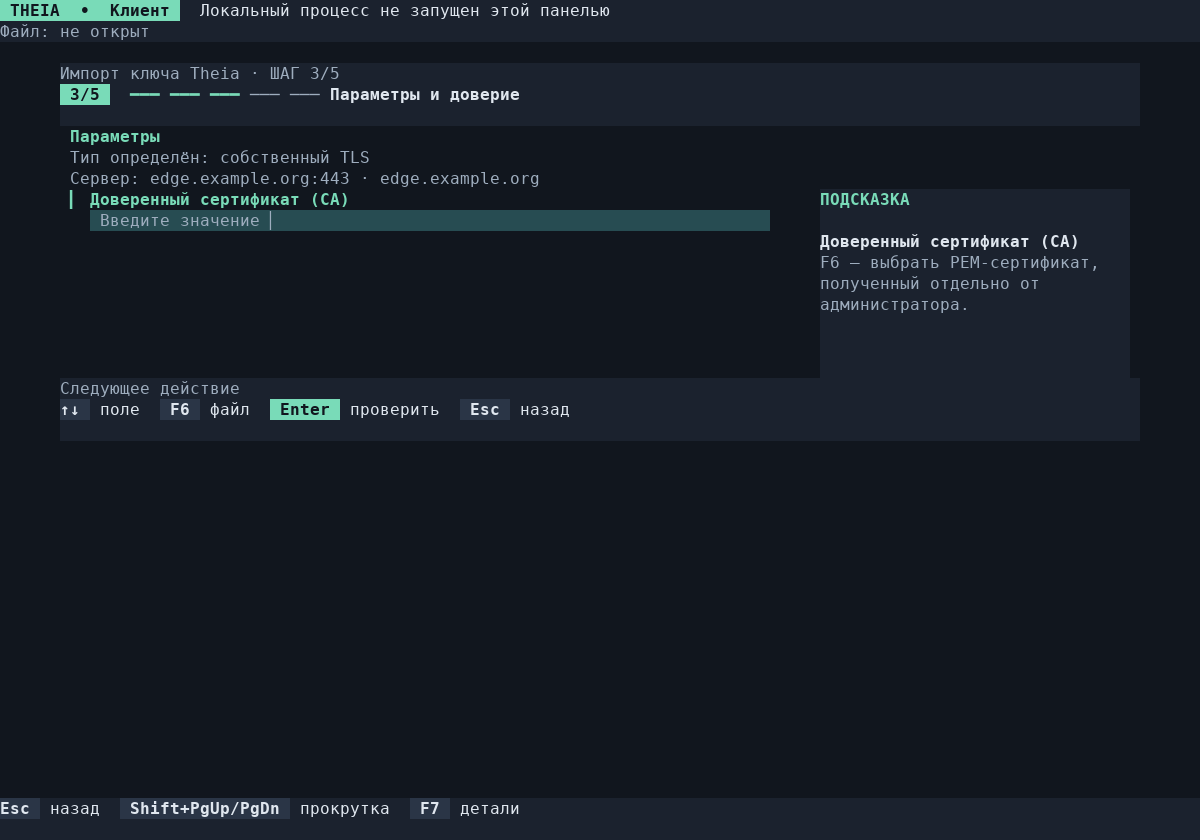 THEIA • Клиент Локальный процесс не запущен этой панелью
Файл: не открыт
Импорт ключа Theia · ШАГ 3/5
3/5 ━━━ ━━━ ━━━ ─── ─── Параметры и доверие
Параметры
Тип определён: собственный TLS
Сервер: edge.example.org:443 · edge.example.org
Доверенный сертификат (CA)
Введите значение
ПОДСКАЗКА
Доверенный сертификат (CA)
F6 — выбрать PEM-сертификат,
полученный отдельно от
администратора.
Следующее действие
↑↓ поле F6 файл Enter проверить Esc назад
Esc назад Shift+PgUp/PgDn прокрутка F7 детали